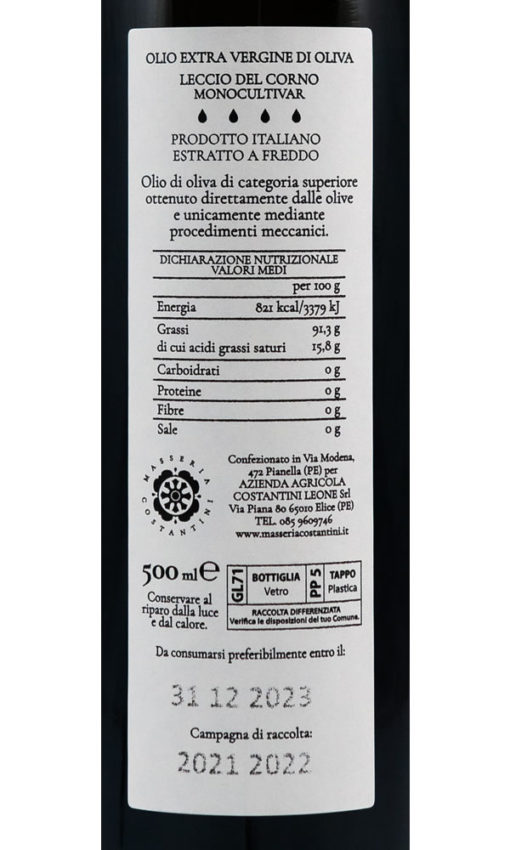 OLIO EXTRA VERGINE DI OLIVA
LECCIO DEL CORNO
MONOCULTIVAR
PRODOTTO ITALIANO
ESTRATTO A FREDDO
Olio di oliva di categoria superiore
ottenuto direttamente dalle olive
e unicamente mediante
procedimenti meccanici.
DICHIARAZIONE NUTRIZIONALE
VALORI MEDI
per 100 g
Energia 821 kcal/3379 kJ
Grassi 91,3 g
di cui acidi grassi saturi 15,8 g
Carboidrati 0 g
Proteine 0 g
Fibre 0 g
Sale 0 g
MASSERIA COSTANTINI
Confezionato in Via Modena,
472 Pianella (PE) per
AZIENDA AGRICOLA
COSTANTINI LEONE Srl
Via Piana 80 65010 Elice (PE)
TEL. 085 9609746
www.masseriacostantini.it
500 ml e
Conservare al
riparo dalla luce
e dal calore.
GL71 BOTTIGLIA Vetro PP 5 TAPPO Plastica
RACCOLTA DIFFERENZIATA
Verifica le disposizioni del tuo Comune.
Da consumarsi preferibilmente entro il:
31 12 2023
Campagna di raccolta:
2021 2022